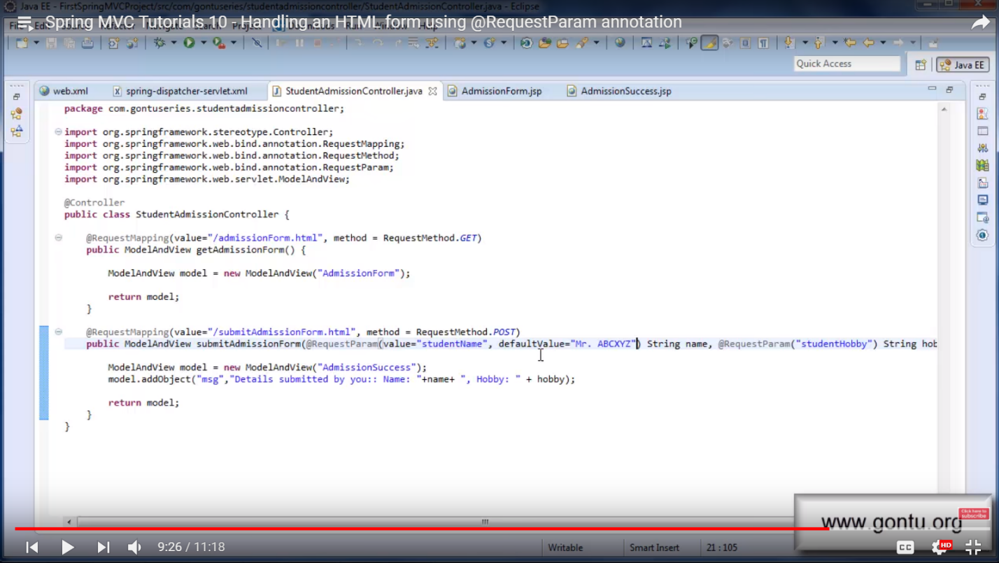 Java EE - FirstSpringMVCProject/src/com/gontuseries/studentadmissioncontroller/StudentAdmissionController.java - Eclipse
Spring MVC Tutorials 10 - Handling an HTML form using @RequestParam annotation
Quick Access
Java EE
web.xml
spring-dispatcher-servlet.xml
StudentAdmissionController.java
AdmissionForm.jsp
AdmissionSuccess.jsp
package com.gontuseries.studentadmissioncontroller;
import org.springframework.stereotype.Controller;
import org.springframework.web.bind.annotation.RequestMapping;
import org.springframework.web.bind.annotation.RequestMethod;
import org.springframework.web.bind.annotation.RequestParam;
import org.springframework.web.servlet.ModelAndView;
@Controller
public class StudentAdmissionController {
@RequestMapping(value="/admissionForm.html", method = RequestMethod.GET)
public ModelAndView getAdmissionForm() {
ModelAndView model = new ModelAndView("AdmissionForm");
return model;
}
@RequestMapping(value="/submitAdmissionForm.html", method = RequestMethod.POST)
public ModelAndView submitAdmissionForm(@RequestParam(value="studentName", defaultValue="Mr. ABCXYZ") String name, @RequestParam("studentHobby") String hob
ModelAndView model = new ModelAndView("AdmissionSuccess");
model.addObject("msg","Details submitted by you:: Name: "+name+ ", Hobby: " + hobby);
return model;
}
}
Click here to
subscribe
www.gontu.org
9:26 / 11:18
Writable
Smart Insert
21 : 105
CC
HD